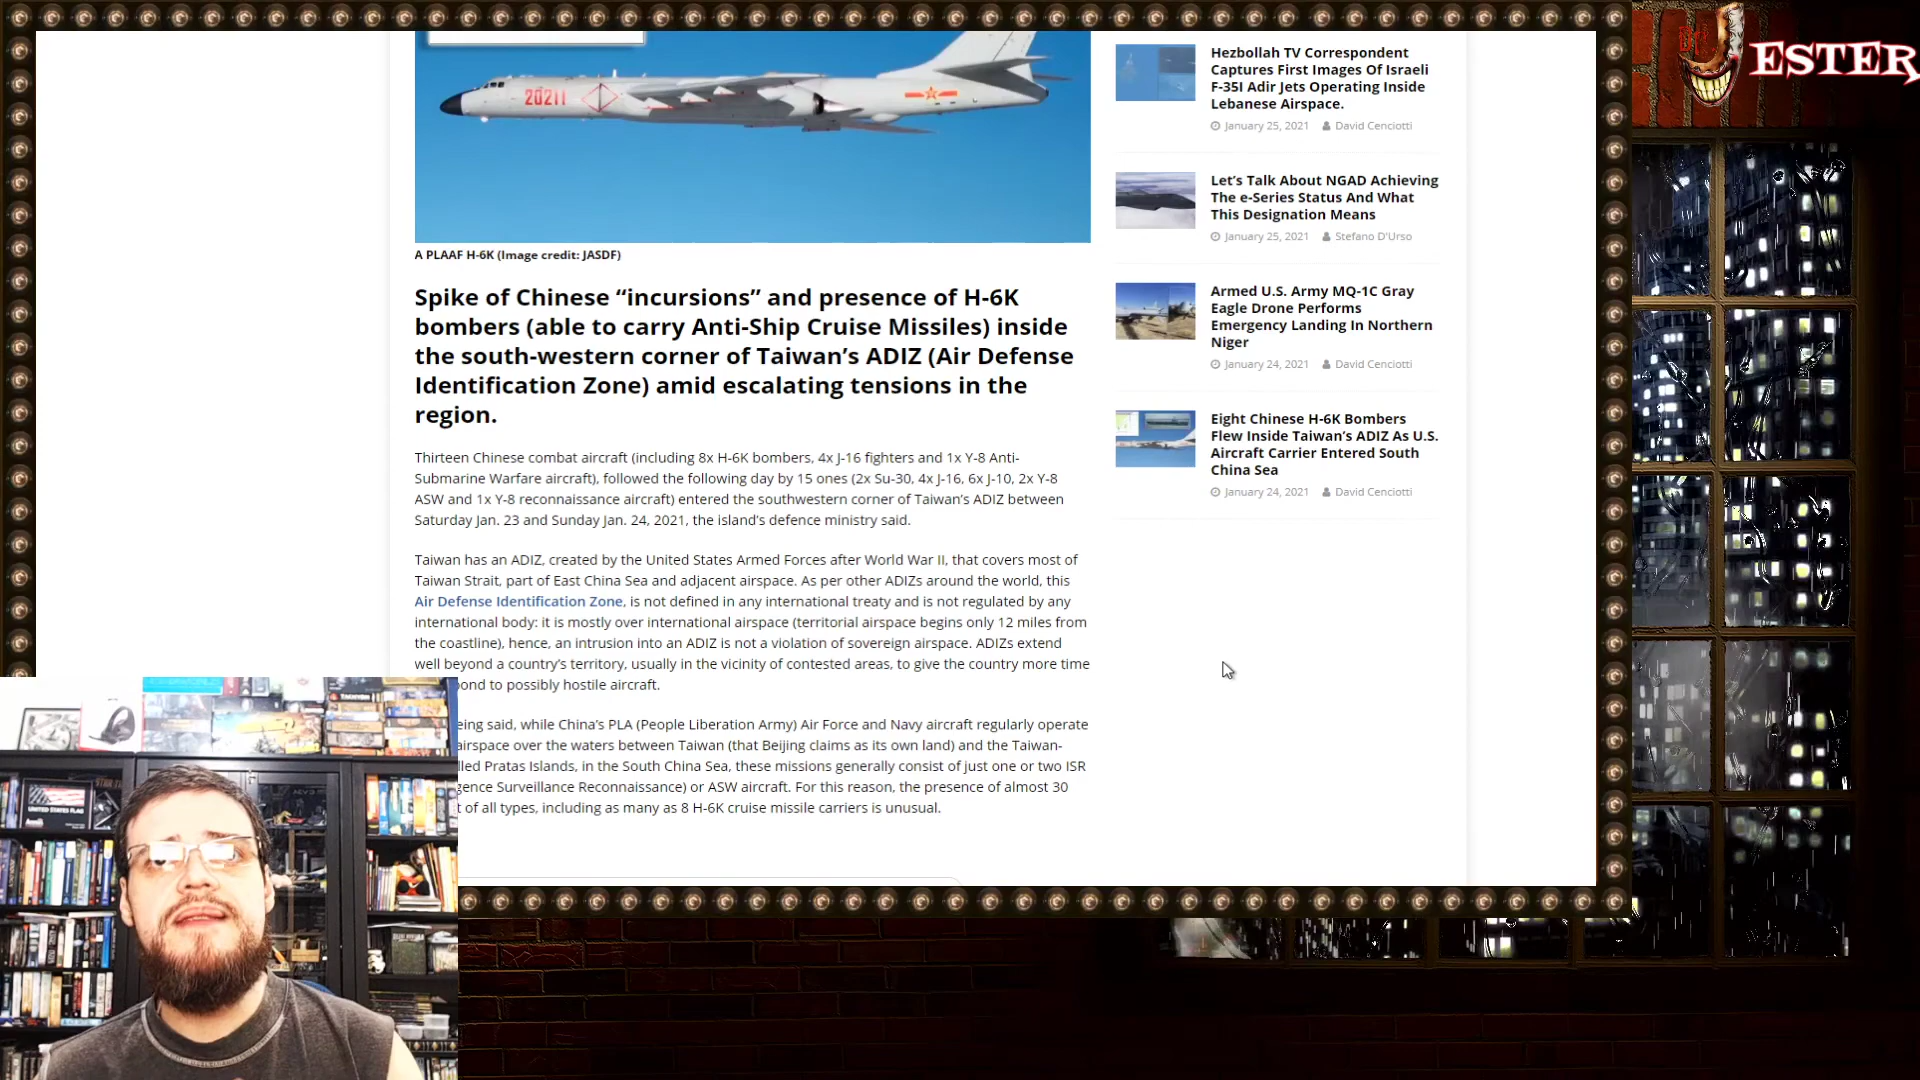 20211
A PLAAF H-6K (Image credit: JASDF)
Spike of Chinese “incursions” and presence of H-6K
bombers (able to carry Anti-Ship Cruise Missiles) inside
the south-western corner of Taiwan’s ADIZ (Air Defense
Identification Zone) amid escalating tensions in the
region.
Thirteen Chinese combat aircraft (including 8x H-6K bombers, 4x J-16 fighters and 1x Y-8 Anti-
Submarine Warfare aircraft), followed the following day by 15 ones (2x Su-30, 4x J-16, 6x J-10, 2x Y-8
ASW and 1x Y-8 reconnaissance aircraft) entered the southwestern corner of Taiwan’s ADIZ between
Saturday Jan. 23 and Sunday Jan. 24, 2021, the island’s defence ministry said.
Taiwan has an ADIZ, created by the United States Armed Forces after World War II, that covers most of
Taiwan Strait, part of East China Sea and adjacent airspace. As per other ADIZs around the world, this
Air Defense Identification Zone, is not defined in any international treaty and is not regulated by any
international body: it is mostly over international airspace (territorial airspace begins only 12 miles from
the coastline), hence, an intrusion into an ADIZ is not a violation of sovereign airspace. ADIZs extend
well beyond a country’s territory, usually in the vicinity of contested areas, to give the country more time
ond to possibly hostile aircraft.
eing said, while China’s PLA (People Liberation Army) Air Force and Navy aircraft regularly operate
airspace over the waters between Taiwan (that Beijing claims as its own land) and the Taiwan-
lled Pratas Islands, in the South China Sea, these missions generally consist of just one or two ISR
gence Surveillance Reconnaissance) or ASW aircraft. For this reason, the presence of almost 30
t of all types, including as many as 8 H-6K cruise missile carriers is unusual.
Hezbollah TV Correspondent
Captures First Images Of Israeli
F-35I Adir Jets Operating Inside
Lebanese Airspace.
January 25, 2021 David Cenciotti
Let’s Talk About NGAD Achieving
The e-Series Status And What
This Designation Means
January 25, 2021 Stefano D'Urso
Armed U.S. Army MQ-1C Gray
Eagle Drone Performs
Emergency Landing In Northern
Niger
January 24, 2021 David Cenciotti
Eight Chinese H-6K Bombers
Flew Inside Taiwan’s ADIZ As U.S.
Aircraft Carrier Entered South
China Sea
January 24, 2021 David Cenciotti
Dr.
JESTER
UNITED STATES FLAG